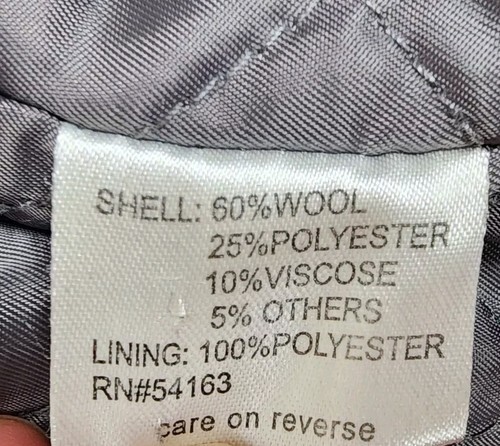 SHELL: 60%WOOL
25%POLYESTER
10%VISCOSE
5% OTHERS
LINING: 100%POLYESTER
RN#54163
care on reverse